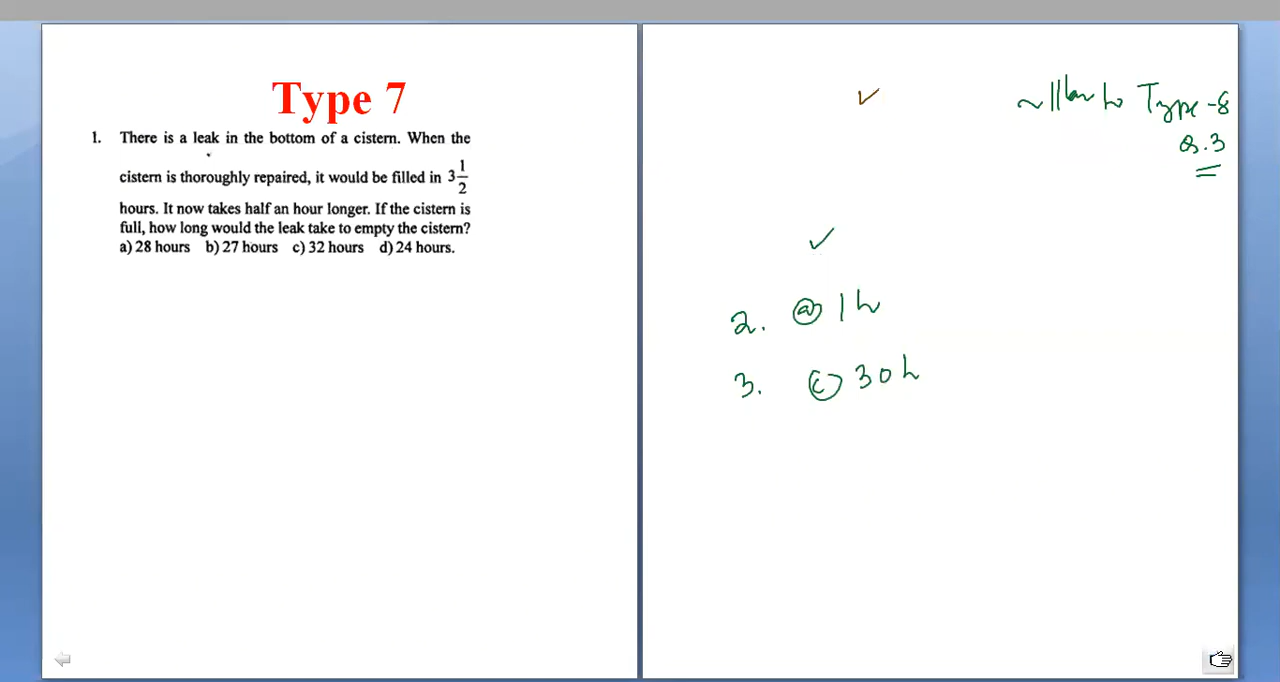 Type 7
1. There is a leak in the bottom of a cistern. When the
cistern is thoroughly repaired, it would be filled in 3 1/2
hours. It now takes half an hour longer. If the cistern is
full, how long would the leak take to empty the cistern?
a) 28 hours b) 27 hours c) 32 hours d) 24 hours.
to Type-8
Q.3
2. (a) 1 h
3. (c) 30 h